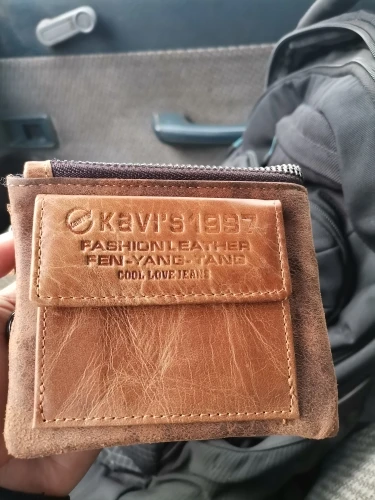 Kavi's 1997
FASHION LEATHER
FEN-YANG-TANG
COOL LOVE JEANS